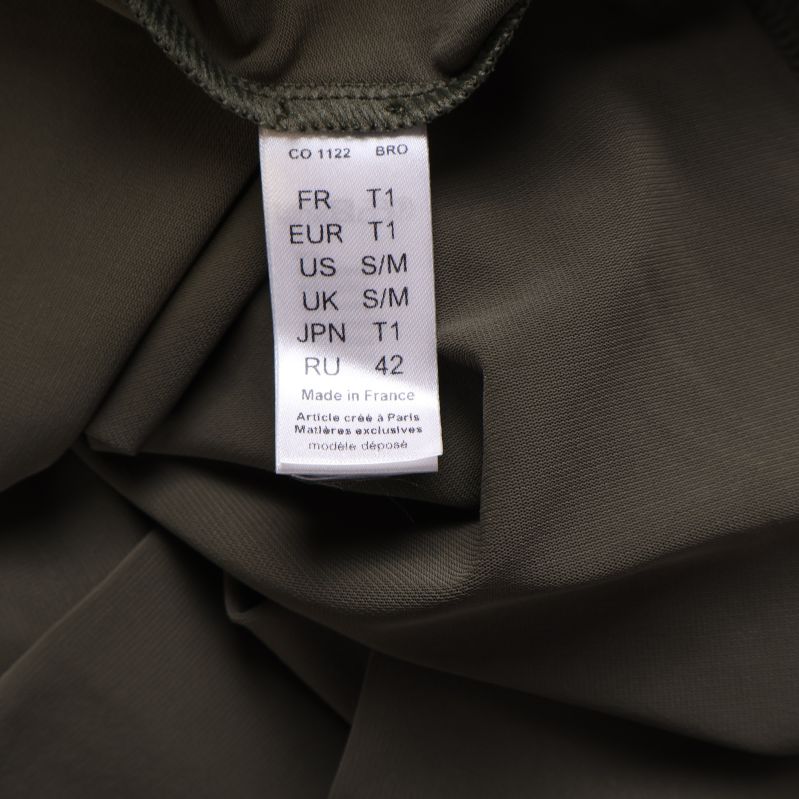 CO 1122 BRO
FR T1
EUR T1
US S/M
UK S/M
JPN T1
RU 42
Made in France
Article créé à Paris
Matières exclusives
modèle déposé